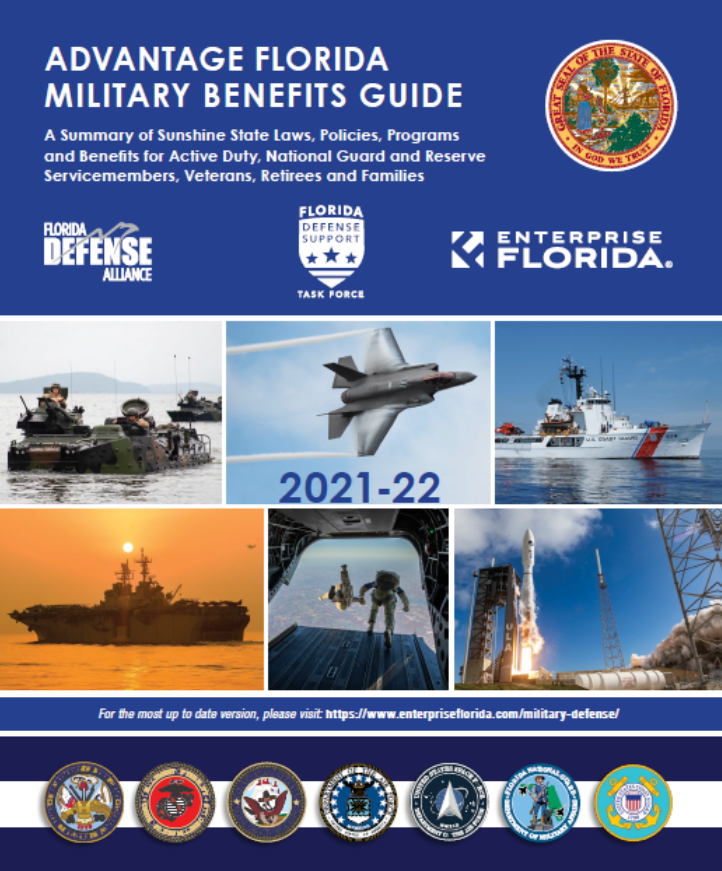 ADVANTAGE FLORIDA
MILITARY BENEFITS GUIDE
A Summary of Sunshine State Laws, Policies, Programs
and Benefits for Active Duty, National Guard and Reserve
Servicemembers, Veterans, Retirees and Families
GREAT SEAL OF THE STATE OF FLORIDA
IN GOD WE TRUST
FLORIDA
DEFENSE
ALLIANCE
FLORIDA
DEFENSE
SUPPORT
TASK FORCE
ENTERPRISE
FLORIDA®
U.S. COAST GUARD
2021-22
For the most up to date version, please visit: https://www.enterpriseflorida.com/military-defense/